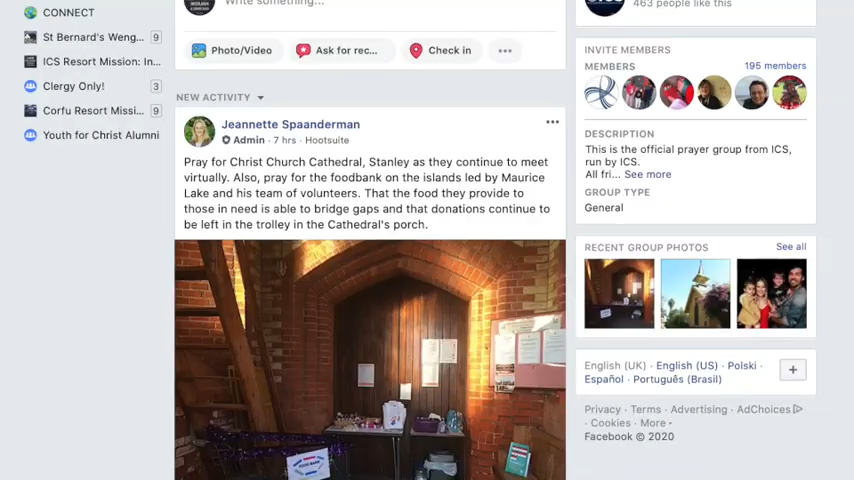 CONNECT
St Bernard's Weng... 9
ICS Resort Mission: In...
Clergy Only! 3
Corfu Resort Missi... 9
Youth for Christ Alumni
Write something...
Photo/Video
Ask for rec...
Check in
NEW ACTIVITY
Jeannette Spaanderman
Admin · 7 hrs · Hootsuite
Pray for Christ Church Cathedral, Stanley as they continue to meet
virtually. Also, pray for the foodbank on the islands led by Maurice
Lake and his team of volunteers. That the food they provide to
those in need is able to bridge gaps and that donations continue to
be left in the trolley in the Cathedral's porch.
FOOD BANK
463 people like this
INVITE MEMBERS
MEMBERS 195 members
DESCRIPTION
This is the official prayer group from ICS,
run by ICS.
All fri... See more
GROUP TYPE
General
RECENT GROUP PHOTOS See all
English (UK) · English (US) · Polski ·
Español · Português (Brasil)
Privacy · Terms · Advertising · AdChoices
· Cookies · More
Facebook © 2020